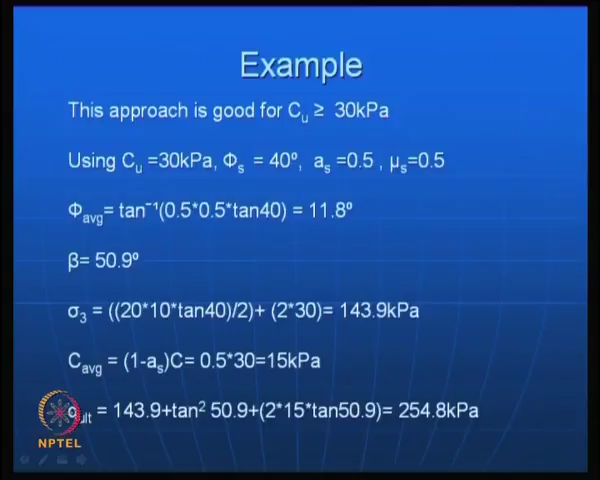 Example
This approach is good for Cu ≥ 30kPa
Using Cu =30kPa, Φs = 40º, as =0.5 , μs=0.5
Φavg= tan⁻¹(0.5*0.5*tan40) = 11.8º
β= 50.9º
σ3 = ((20*10*tan40)/2)+ (2*30)= 143.9kPa
Cavg = (1-as)C= 0.5*30=15kPa
σult = 143.9+tan² 50.9+(2*15*tan50.9)= 254.8kPa
NPTEL